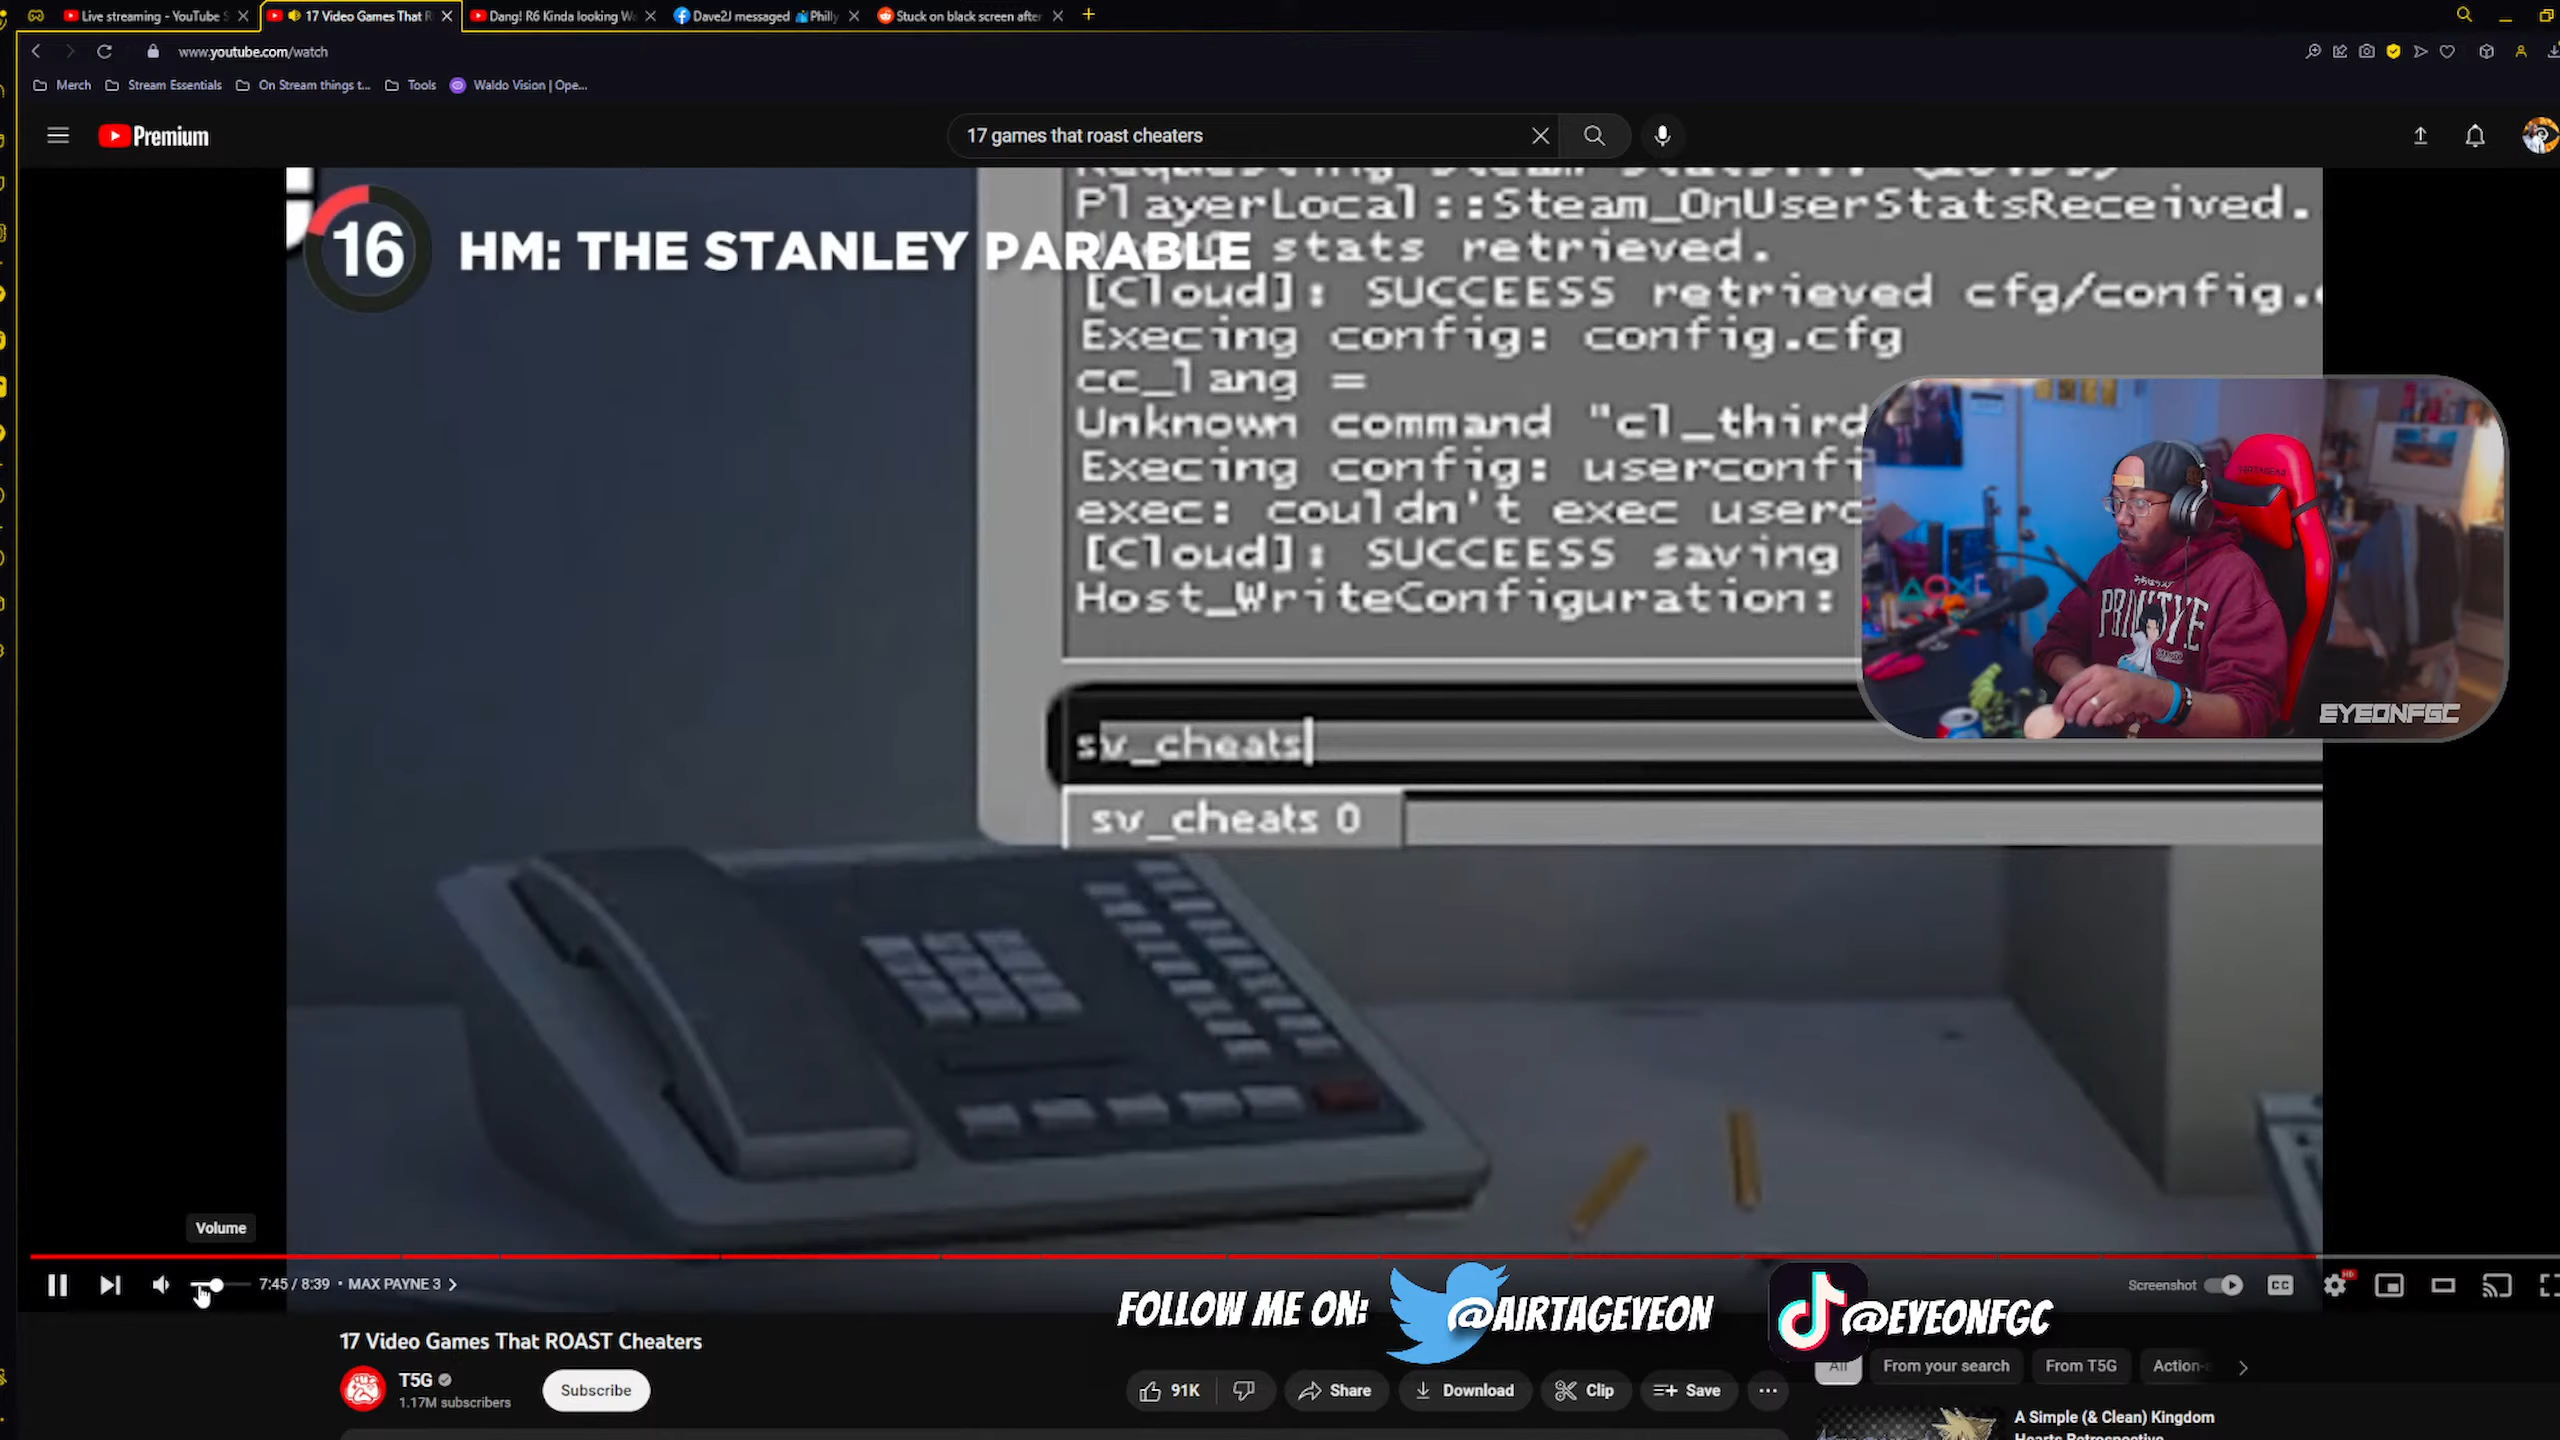 Live streaming - YouTube S
17 Video Games That R
Dang! R6 Kinda looking Wa
Dave2J messaged Philly
Stuck on black screen after
www.youtube.com/watch
Merch
Stream Essentials
On Stream things t...
Tools
Waldo Vision | Ope...
Premium
17 games that roast cheaters
16
HM: THE STANLEY PARABLE
PlayerLocal::Steam_OnUserStatsReceived.
stats retrieved.
[Cloud]: SUCCEESS retrieved cfg/config.
Execing config: config.cfg
cc_lang =
Unknown command "cl_third
Execing config: userconfi
exec: couldn't exec userc
[Cloud]: SUCCEESS saving
Host_WriteConfiguration:
sv_cheats
sv_cheats 0
EYEONFGC
Volume
7:45 / 8:39 • MAX PAYNE 3
Screenshot
CC
HD
FOLLOW ME ON:
@AIRTAGEYEON
@EYEONFGC
17 Video Games That ROAST Cheaters
T5G
1.17M subscribers
Subscribe
91K
Share
Download
Clip
Save
All
From your search
From T5G
Action-
A Simple (& Clean) Kingdom
Hearts Retrospective